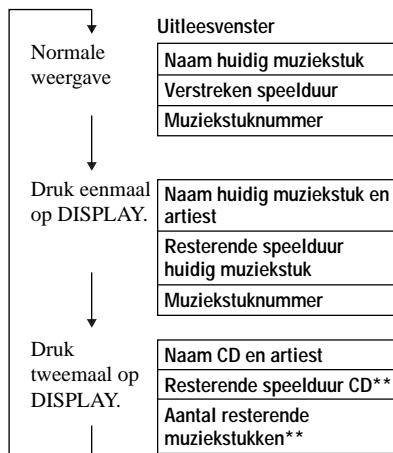 Uitleesvenster
Normale
weergave
Naam huidig muziekstuk
Verstreken speelduur
Muziekstuknummer
Druk eenmaal
op DISPLAY.
Naam huidig muziekstuk en
artiest
Resterende speelduur
huidig muziekstuk
Muziekstuknummer
Druk
tweemaal op
DISPLAY.
Naam CD en artiest
Resterende speelduur CD**
Aantal resterende
muziekstukken**